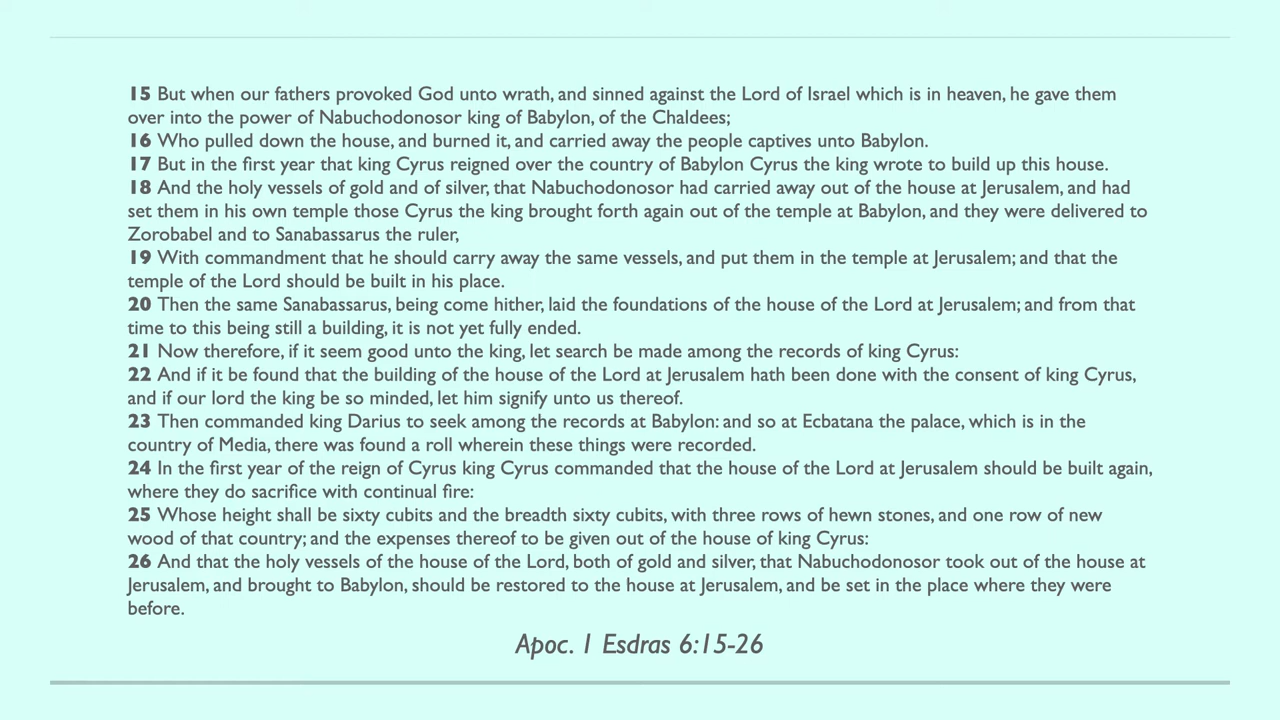 15 But when our fathers provoked God unto wrath, and sinned against the Lord of Israel which is in heaven, he gave them
over into the power of Nabuchodonosor king of Babylon, of the Chaldees;
16 Who pulled down the house, and burned it, and carried away the people captives unto Babylon.
17 But in the first year that king Cyrus reigned over the country of Babylon Cyrus the king wrote to build up this house.
18 And the holy vessels of gold and of silver, that Nabuchodonosor had carried away out of the house at Jerusalem, and had
set them in his own temple those Cyrus the king brought forth again out of the temple at Babylon, and they were delivered to
Zorobabel and to Sanabassarus the ruler,
19 With commandment that he should carry away the same vessels, and put them in the temple at Jerusalem; and that the
temple of the Lord should be built in his place.
20 Then the same Sanabassarus, being come hither, laid the foundations of the house of the Lord at Jerusalem; and from that
time to this being still a building, it is not yet fully ended.
21 Now therefore, if it seem good unto the king, let search be made among the records of king Cyrus:
22 And if it be found that the building of the house of the Lord at Jerusalem hath been done with the consent of king Cyrus,
and if our lord the king be so minded, let him signify unto us thereof.
23 Then commanded king Darius to seek among the records at Babylon: and so at Ecbatana the palace, which is in the
country of Media, there was found a roll wherein these things were recorded.
24 In the first year of the reign of Cyrus king Cyrus commanded that the house of the Lord at Jerusalem should be built again,
where they do sacrifice with continual fire:
25 Whose height shall be sixty cubits and the breadth sixty cubits, with three rows of hewn stones, and one row of new
wood of that country; and the expenses thereof to be given out of the house of king Cyrus:
26 And that the holy vessels of the house of the Lord, both of gold and silver, that Nabuchodonosor took out of the house at
Jerusalem, and brought to Babylon, should be restored to the house at Jerusalem, and be set in the place where they were
before.
Apoc. 1 Esdras 6:15-26